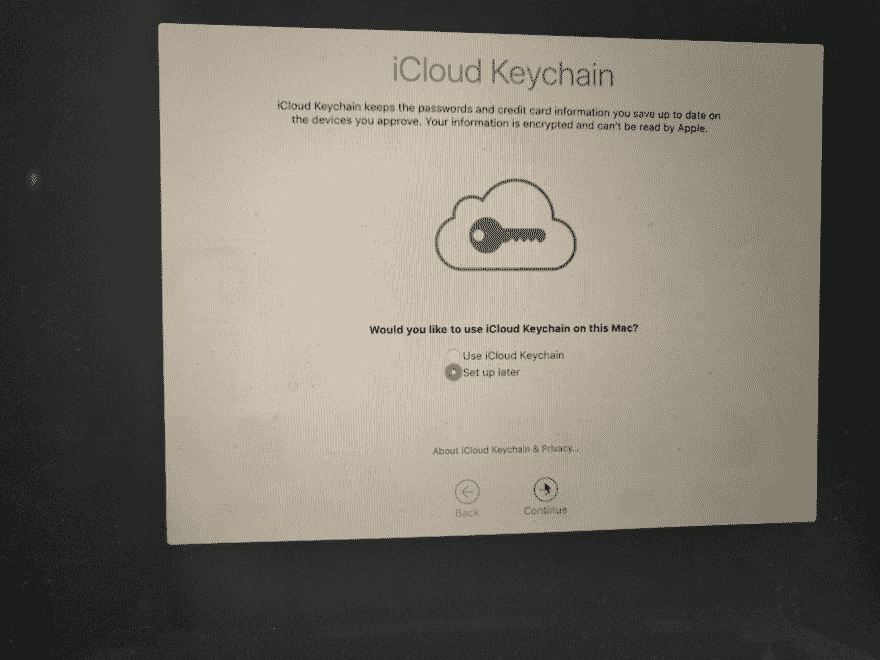 iCloud Keychain
iCloud Keychain keeps the passwords and credit card information you save up to date on
the devices you approve. Your information is encrypted and can't be read by Apple.
Would you like to use iCloud Keychain on this Mac?
Use iCloud Keychain
Set up later
About iCloud Keychain & Privacy...
Back
Continue